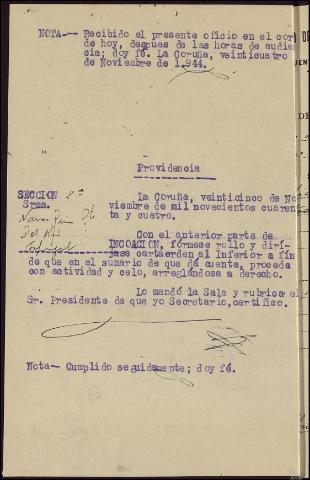 NOTA--- Recibido el presente oficio en el cor
de hoy, despues de las horas de audien
cia; doy fé. La Coruña, veinticuatro
de Noviembre de 1.944.
Providencia
SECCION 2ª
Sres.
La Coruña, veinticinco de No
viembre de mil novecientos cuaren
ta y cuatro.
Con el anterior parte de
INCOACION, fórmese rollo y dirí-
jase cartaorden al Inferior a fin
de que en el sumario de que dá cuenta, proceda
con actividad y celo, arreglándose a derecho.
Lo mandó la Sala y rubrica el
Sr. Presidente de que yo Secretario, certifico.
Nota- Cumplido seguidamente; doy fé.